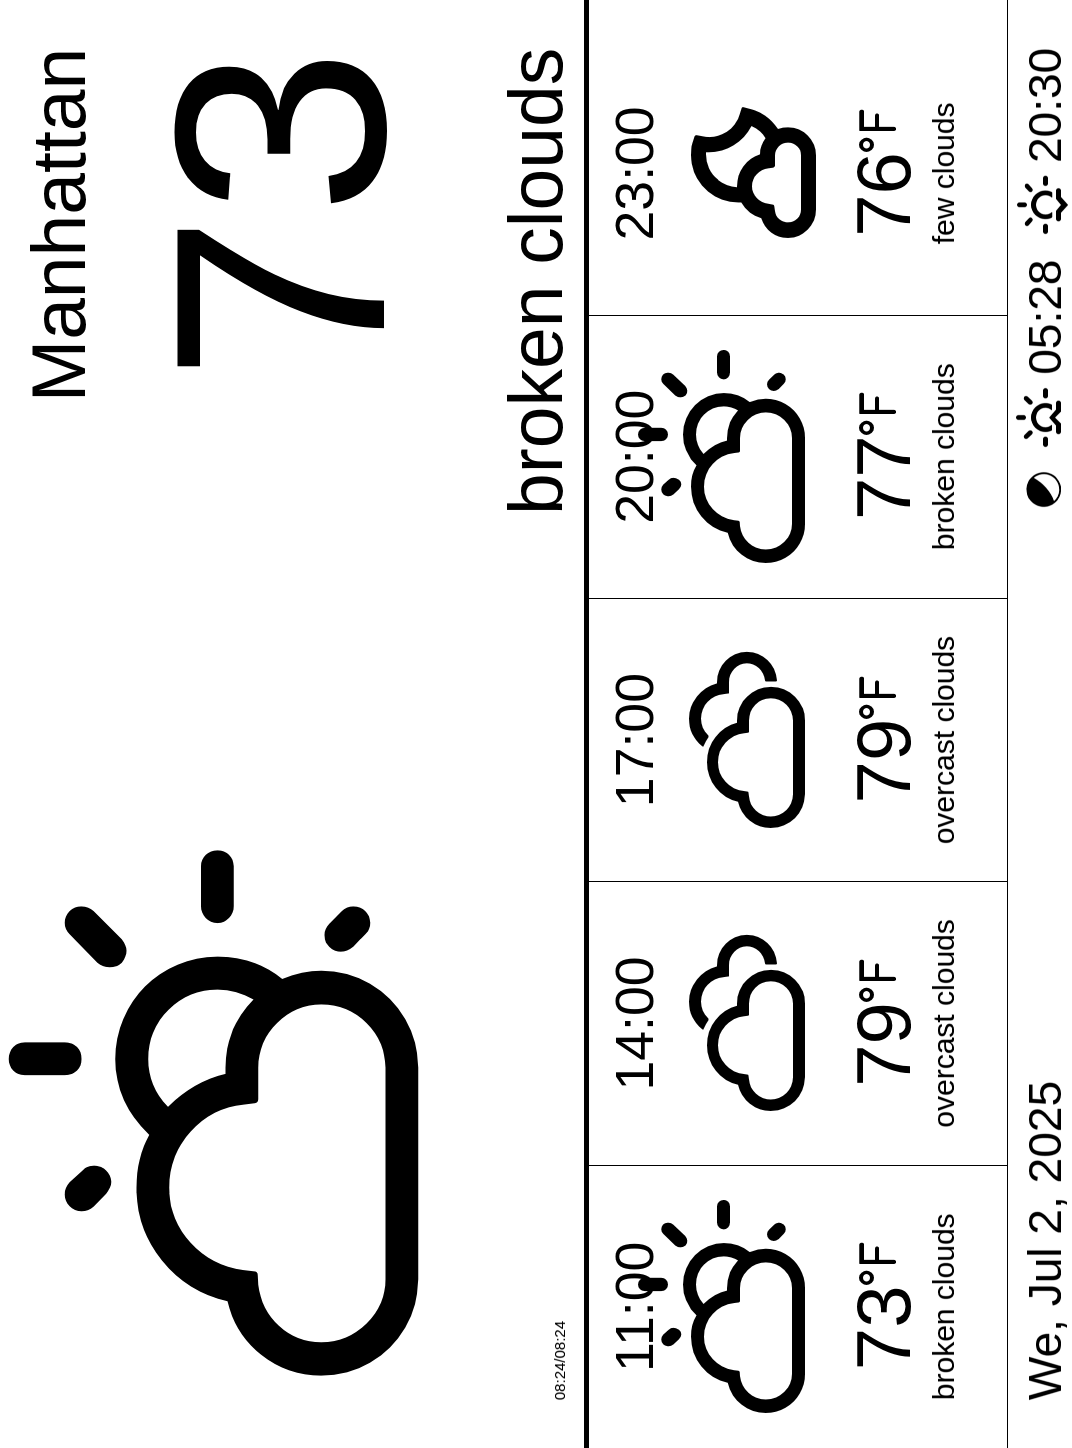 Manhattan
73
broken clouds
08:24/08:24
11:00 14:00 17:00 20:00 23:00
73°F 79°F 79°F 77°F 76°F
broken clouds overcast clouds overcast clouds broken clouds few clouds
We, Jul 2, 2025 05:28 20:30